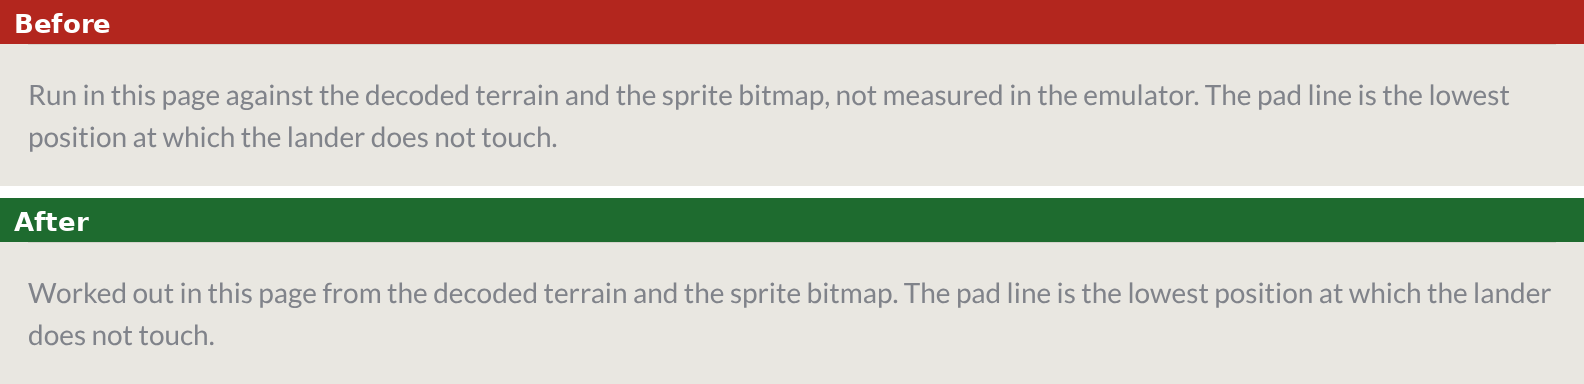 Before
Run in this page against the decoded terrain and the sprite bitmap, not measured in the emulator. The pad line is the lowest
position at which the lander does not touch.
After
Worked out in this page from the decoded terrain and the sprite bitmap. The pad line is the lowest position at which the lander
does not touch.